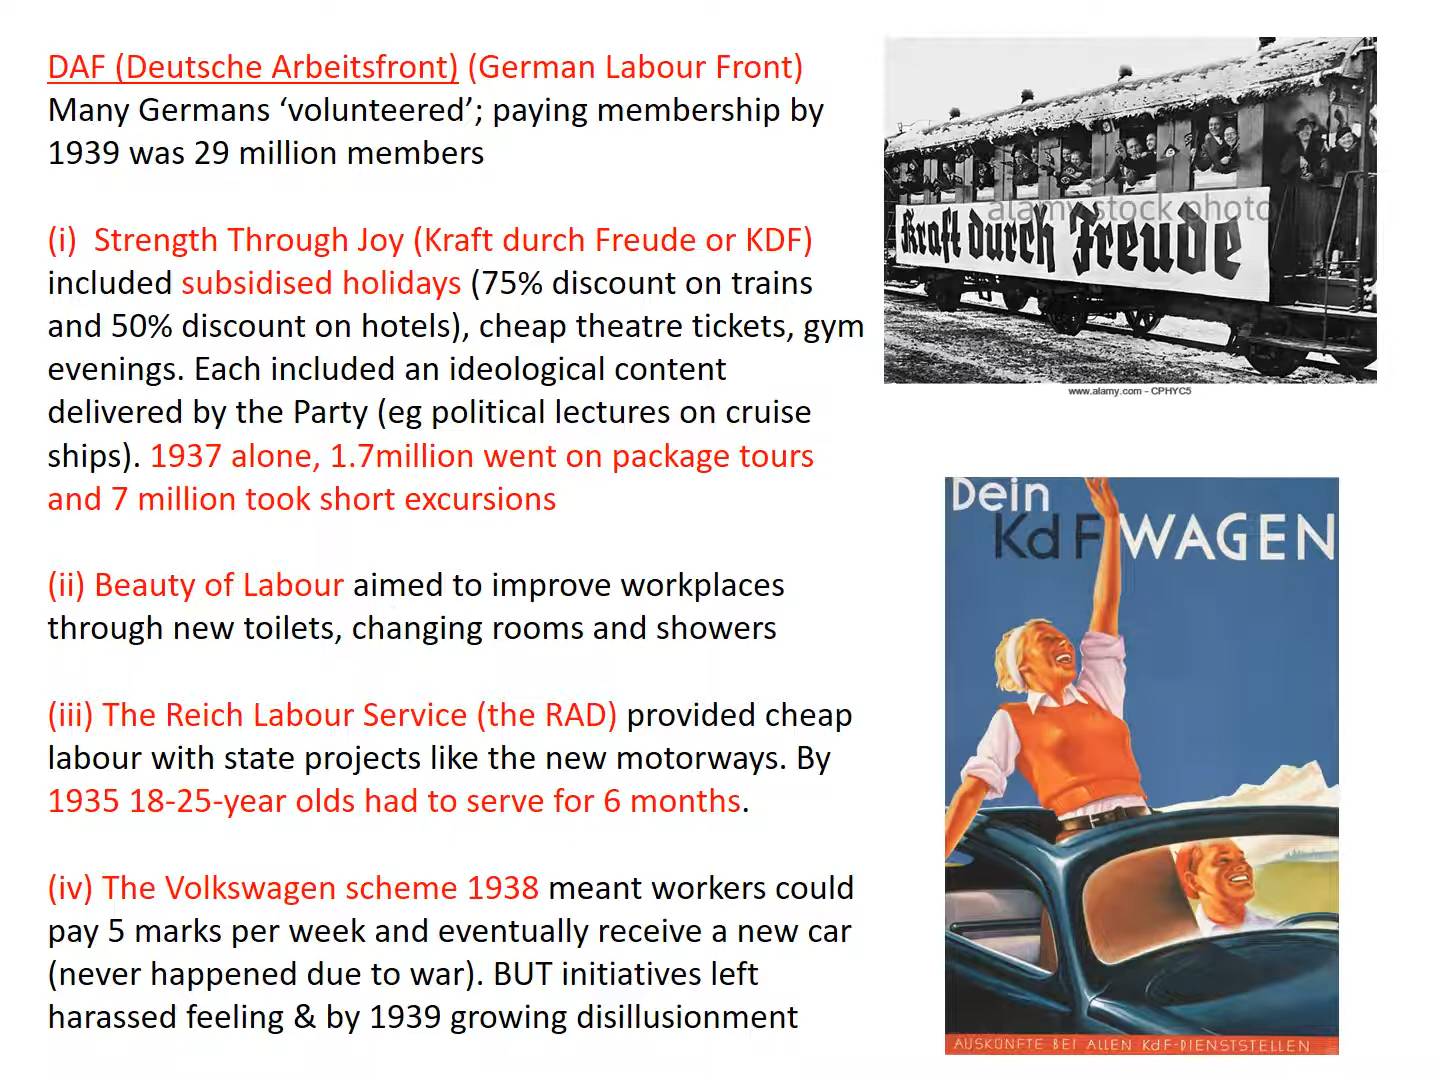 DAF (Deutsche Arbeitsfront) (German Labour Front)
Many Germans ‘volunteered’; paying membership by
1939 was 29 million members
(i)  Strength Through Joy (Kraft durch Freude or KDF)
included subsidised holidays (75% discount on trains
and 50% discount on hotels), cheap theatre tickets, gym
evenings. Each included an ideological content
delivered by the Party (eg political lectures on cruise
ships). 1937 alone, 1.7million went on package tours
and 7 million took short excursions
(ii) Beauty of Labour aimed to improve workplaces
through new toilets, changing rooms and showers
(iii) The Reich Labour Service (the RAD) provided cheap
labour with state projects like the new motorways. By
1935 18-25-year olds had to serve for 6 months.
(iv) The Volkswagen scheme 1938 meant workers could
pay 5 marks per week and eventually receive a new car
(never happened due to war). BUT initiatives left
harassed feeling & by 1939 growing disillusionment
alamy stock photo
Kraft durch Freude
www.alamy.com - CPHYC5
Dein
KdF WAGEN
AUSKÜNFTE BEI ALLEN KdF-DIENSTSTELLEN